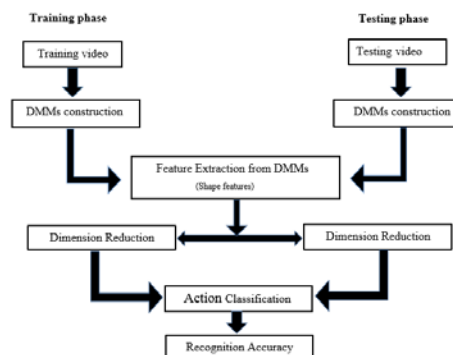 Training phase
Testing phase
Training video
Testing video
DMMs construction
DMMs construction
Feature Extraction from DMMs
(Shape features)
Dimension Reduction
Dimension Reduction
Action Classification
Recognition Accuracy